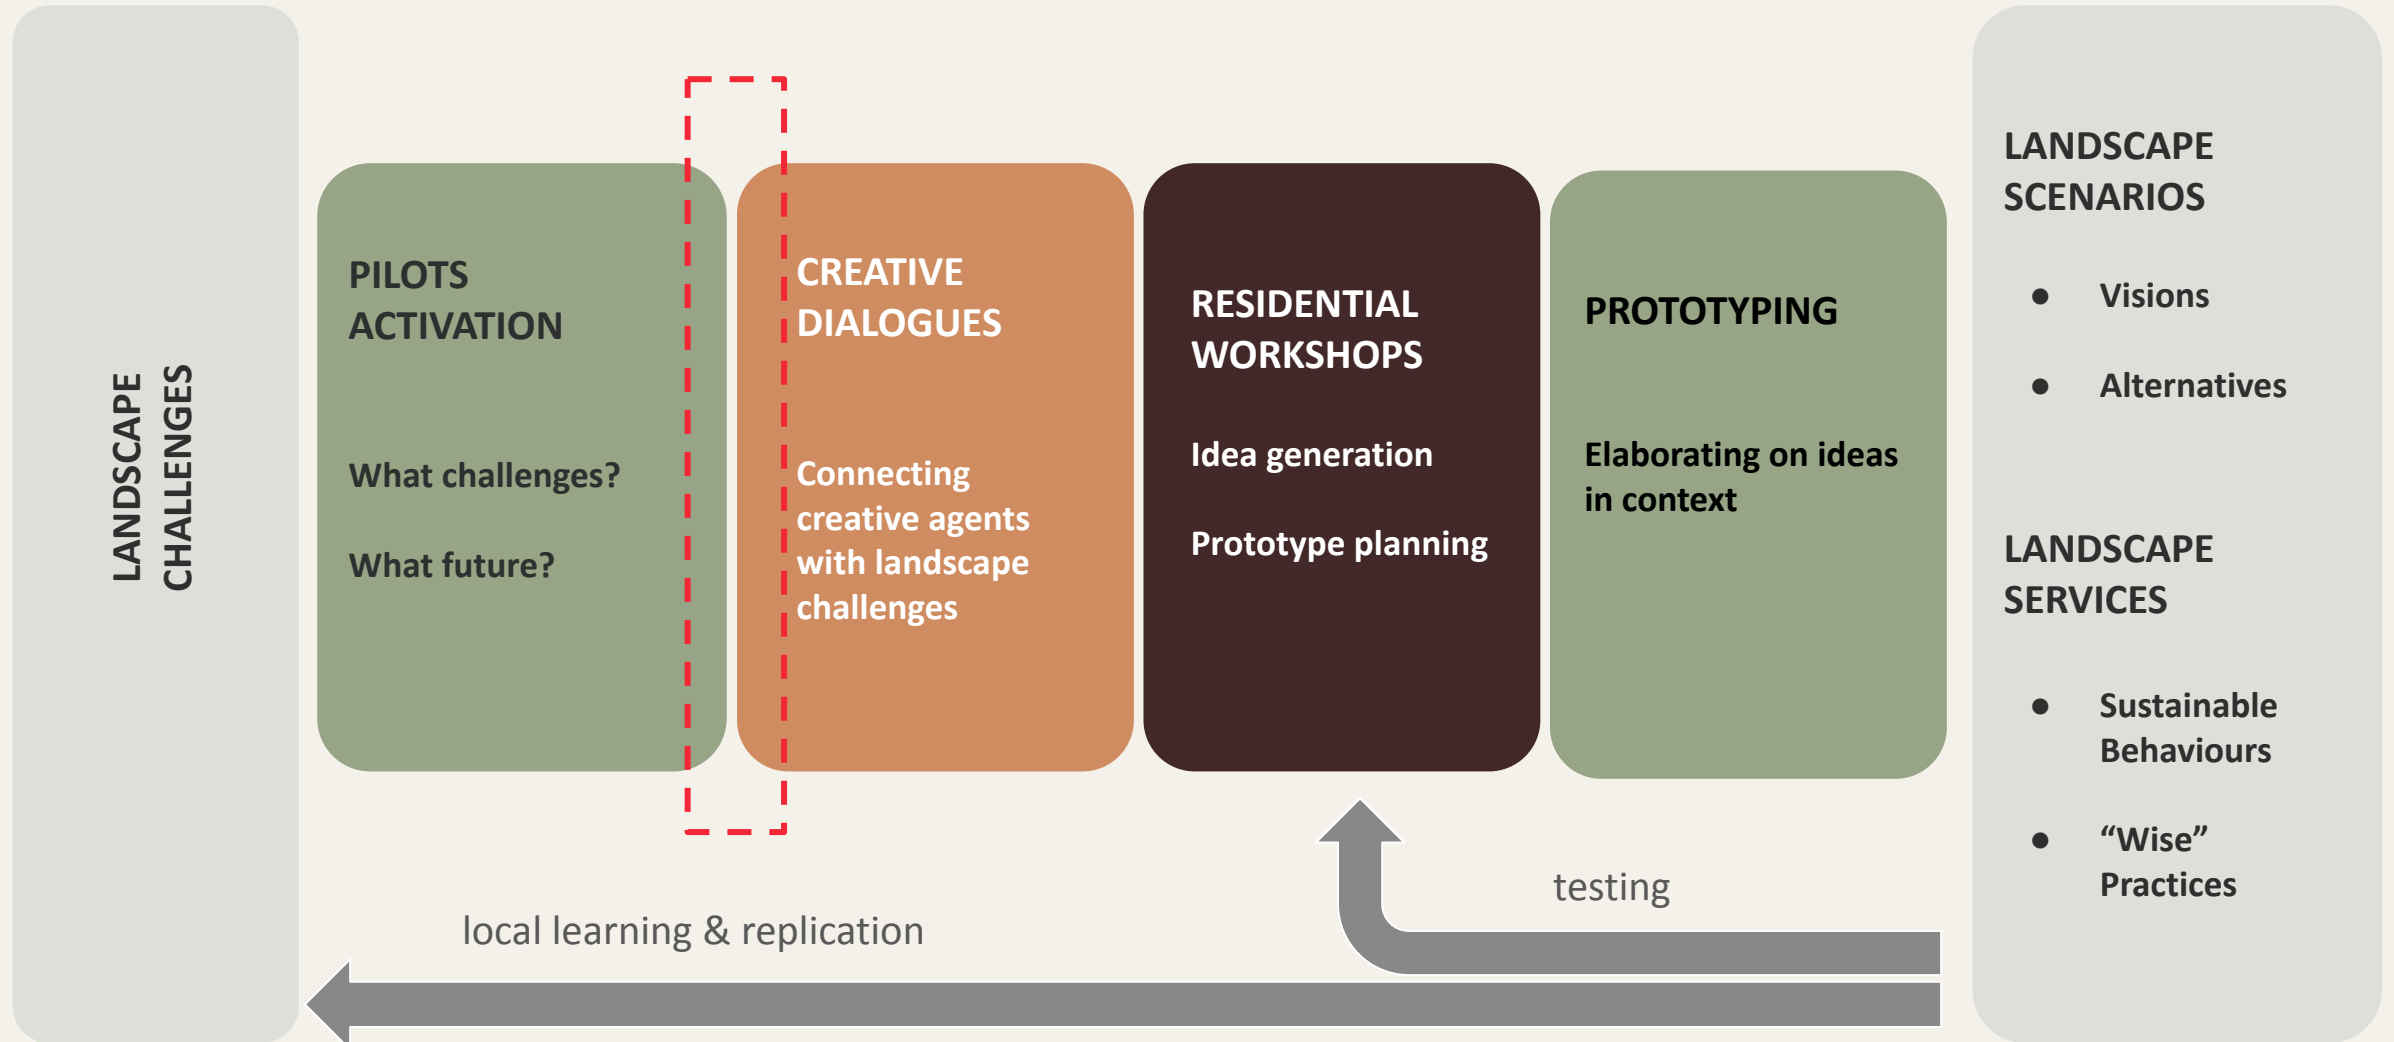 LANDSCAPE
CHALLENGES
PILOTS
ACTIVATION
What challenges?
What future?
CREATIVE
DIALOGUES
Connecting
creative agents
with landscape
challenges
RESIDENTIAL
WORKSHOPS
Idea generation
Prototype planning
PROTOTYPING
Elaborating on ideas
in context
LANDSCAPE
SCENARIOS
● Visions
● Alternatives
LANDSCAPE
SERVICES
● Sustainable
Behaviours
● “Wise”
Practices
testing
local learning & replication